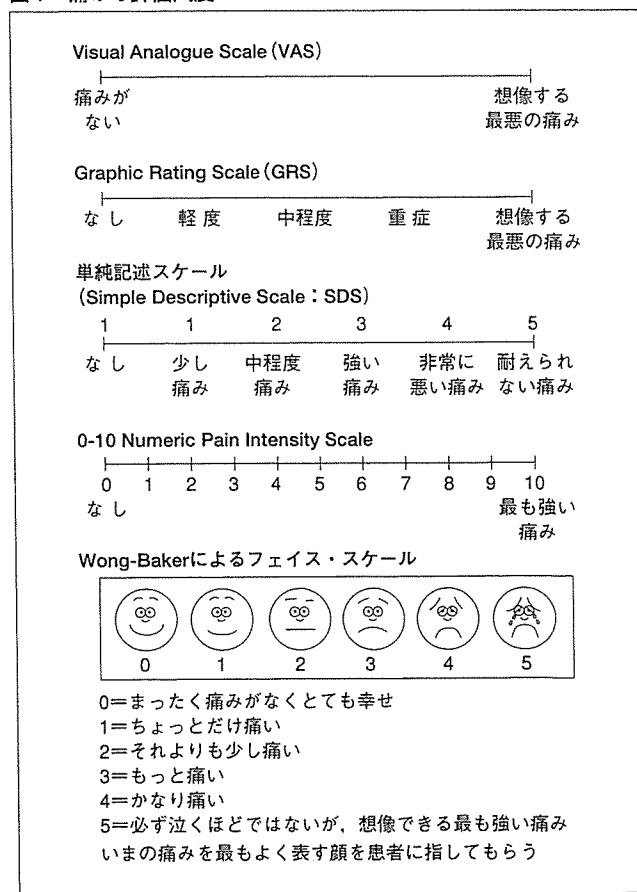 Visual Analogue Scale(VAS)
痛みが
ない
想像する
最悪の痛み
Graphic Rating Scale(GRS)
なし 軽度 中程度 重症 想像する
最悪の痛み
単純記述スケール
(Simple Descriptive Scale:SDS)
1 1 2 3 4 5
なし 少し 中程度 強い 非常に 耐えられ
痛み 痛み 痛み 悪い痛み ない痛み
0-10 Numeric Pain Intensity Scale
0 1 2 3 4 5 6 7 8 9 10
なし 最も強い
痛み
Wong-Bakerによるフェイス・スケール
0 1 2 3 4 5
0=まったく痛みがなくとても幸せ
1=ちょっとだけ痛い
2=それよりも少し痛い
3=もっと痛い
4=かなり痛い
5=必ず泣くほどではないが,想像できる最も強い痛み
いまの痛みを最もよく表す顔を患者に指してもらう